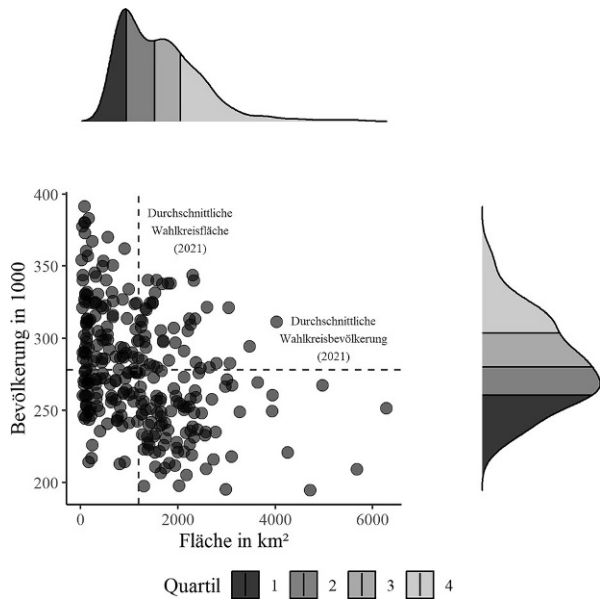 400
350
300
250
200
Bevölkerung in 1000
Durchschnittliche
Wahlkreisfläche
(2021)
Durchschnittliche
Wahlkreisbevölkerung
(2021)
0
2000
4000
6000
Fläche in km²
Quartil 1 2 3 4